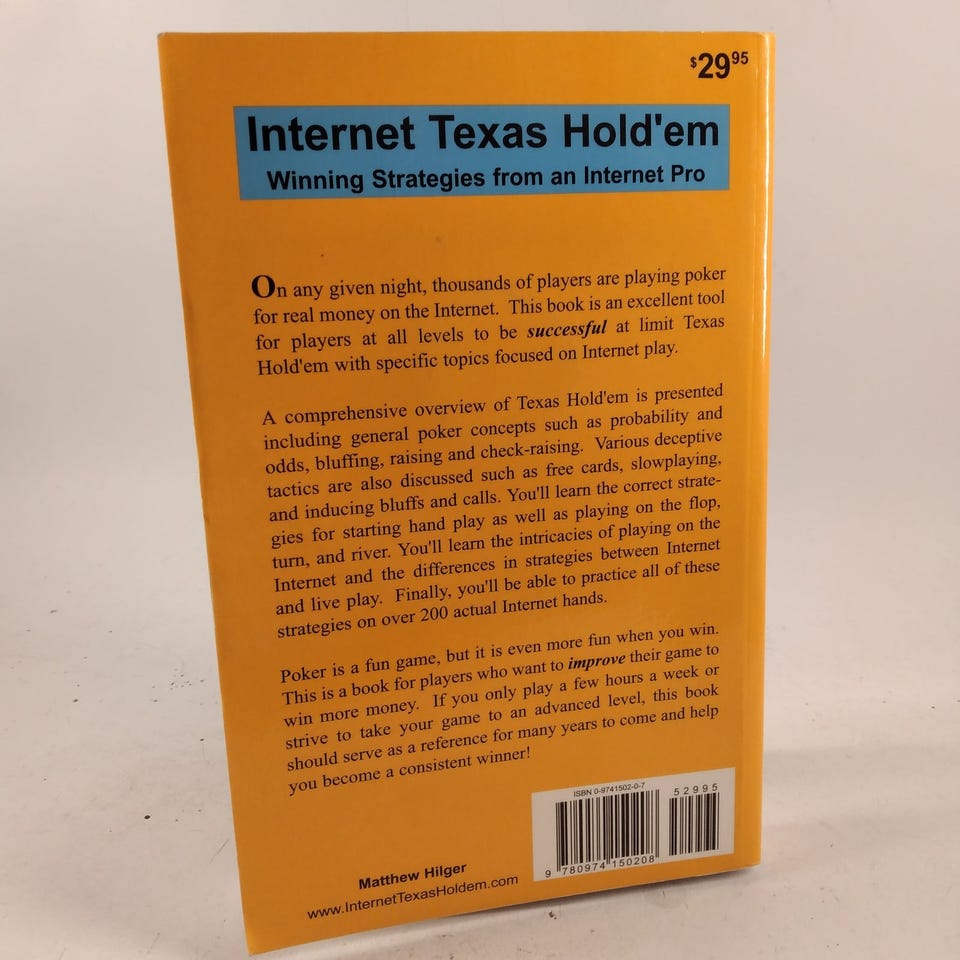 $29 95
Internet Texas Hold'em
Winning Strategies from an Internet Pro
On any given night, thousands of players are playing poker
for real money on the Internet. This book is an excellent tool
for players at all levels to be successful at limit Texas
Hold'em with specific topics focused on Internet play.
A comprehensive overview of Texas Hold'em is presented
including general poker concepts such as probability and
odds, bluffing, raising and check-raising. Various deceptive
tactics are also discussed such as free cards, slowplaying,
and inducing bluffs and calls. You'll learn the correct strate-
gies for starting hand play as well as playing on the flop,
turn, and river. You'll learn the intricacies of playing on the
Internet and the differences in strategies between Internet
and live play. Finally, you'll be able to practice all of these
strategies on over 200 actual Internet hands.
Poker is a fun game, but it is even more fun when you win.
This is a book for players who want to improve their game to
win more money. If you only play a few hours a week or
strive to take your game to an advanced level, this book
should serve as a reference for many years to come and help
you become a consistent winner!
ISBN 0-9741502-0-7
52995
9 780974 150208
Matthew Hilger
www.InternetTexasHoldem.com